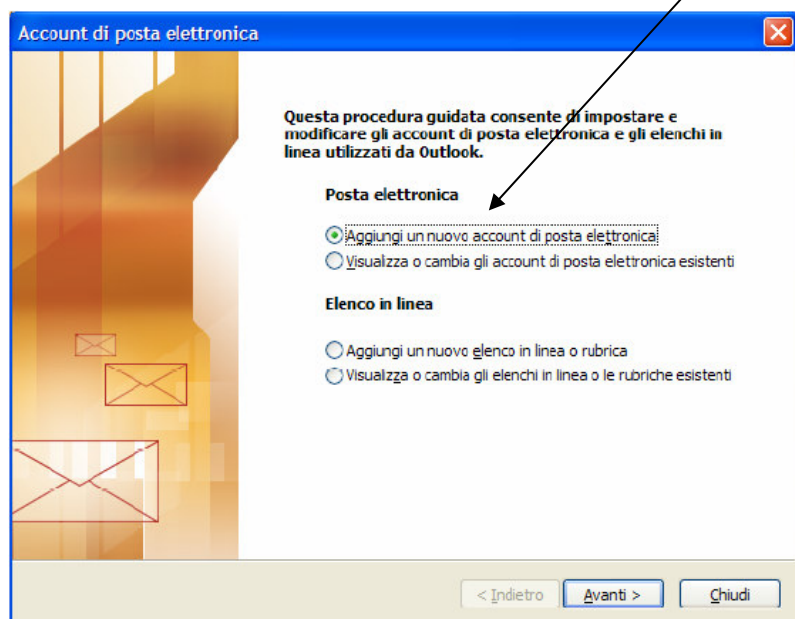 Account di posta elettronica
Questa procedura guidata consente di impostare e
modificare gli account di posta elettronica e gli elenchi in
linea utilizzati da Outlook.
Posta elettronica
Aggiungi un nuovo account di posta elettronica
Visualizza o cambia gli account di posta elettronica esistenti
Elenco in linea
Aggiungi un nuovo elenco in linea o rubrica
Visualizza o cambia gli elenchi in linea o le rubriche esistenti
< Indietro
Avanti >
Chiudi